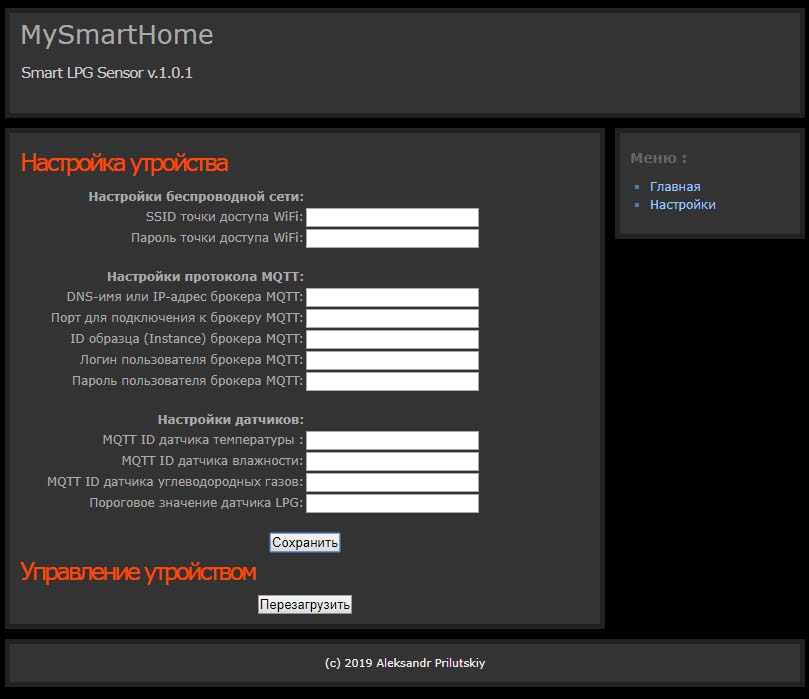 MySmartHome
Smart LPG Sensor v.1.0.1
Настройка утройства
Настройки беспроводной сети:
SSID точки доступа WiFi:
Пароль точки доступа WiFi:
Настройки протокола MQTT:
DNS-имя или IP-адрес брокера MQTT:
Порт для подключения к брокеру MQTT:
ID образца (Instance) брокера MQTT:
Логин пользователя брокера MQTT:
Пароль пользователя брокера MQTT:
Настройки датчиков:
MQTT ID датчика температуры :
MQTT ID датчика влажности:
MQTT ID датчика углеводородных газов:
Пороговое значение датчика LPG:
Сохранить
Управление утройством
Перезагрузить
Меню :
Главная
Настройки
(c) 2019 Aleksandr Prilutskiy